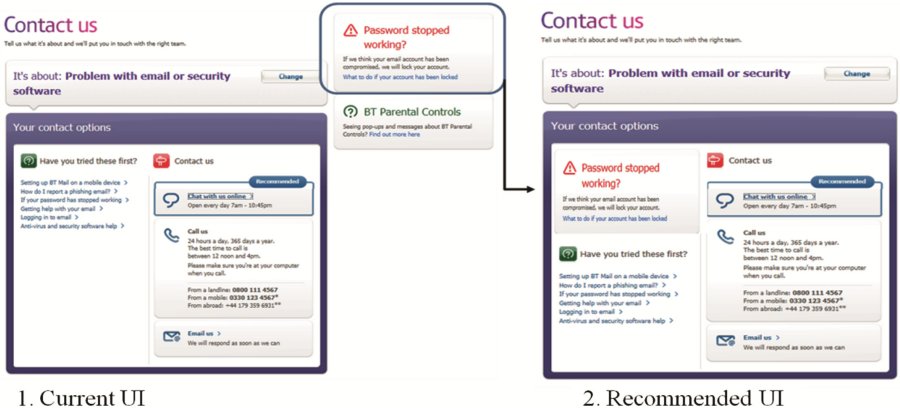 Contact us
Tell us what it's about and we'll put you in touch with the right team.
It's about: Problem with email or security
software
Change
Your contact options
Have you tried these first?
Setting up BT Mail on a mobile device >
How do I report a phishing email? >
If your password has stopped working >
Getting help with your email >
Logging in to email >
Anti-virus and security software help >
Contact us
Recommended
Chat with us online >
Open every day 7am - 10:45pm
Call us
24 hours a day, 365 days a year.
The best time to call is
between 12 noon and 4pm.
Please make sure you're at your computer
when you call.
From a landline: 0800 111 4567
From a mobile: 0330 123 4567*
From abroad: +44 179 359 6931**
Email us >
We will respond as soon as we can
Password stopped
working?
If we think your email account has been
compromised, we will lock your account.
What to do if your account has been locked
BT Parental Controls
Seeing pop-ups and messages about BT Parental
Controls? Find out more here
1. Current UI
Contact us
Tell us what it's about and we'll put you in touch with the right team.
It's about: Problem with email or security
software
Change
Your contact options
Password stopped
working?
If we think your email account has been
compromised, we will lock your account.
What to do if your account has been locked
Have you tried these first?
Setting up BT Mail on a mobile device >
How do I report a phishing email? >
If your password has stopped working >
Getting help with your email >
Logging in to email >
Anti-virus and security software help >
Contact us
Recommended
Chat with us online >
Open every day 7am - 10:45pm
Call us
24 hours a day, 365 days a year.
The best time to call is
between 12 noon and 4pm.
Please make sure you're at your computer
when you call.
From a landline: 0800 111 4567
From a mobile: 0330 123 4567*
From abroad: +44 179 359 6931**
Email us >
We will respond as soon as we can
2. Recommended UI